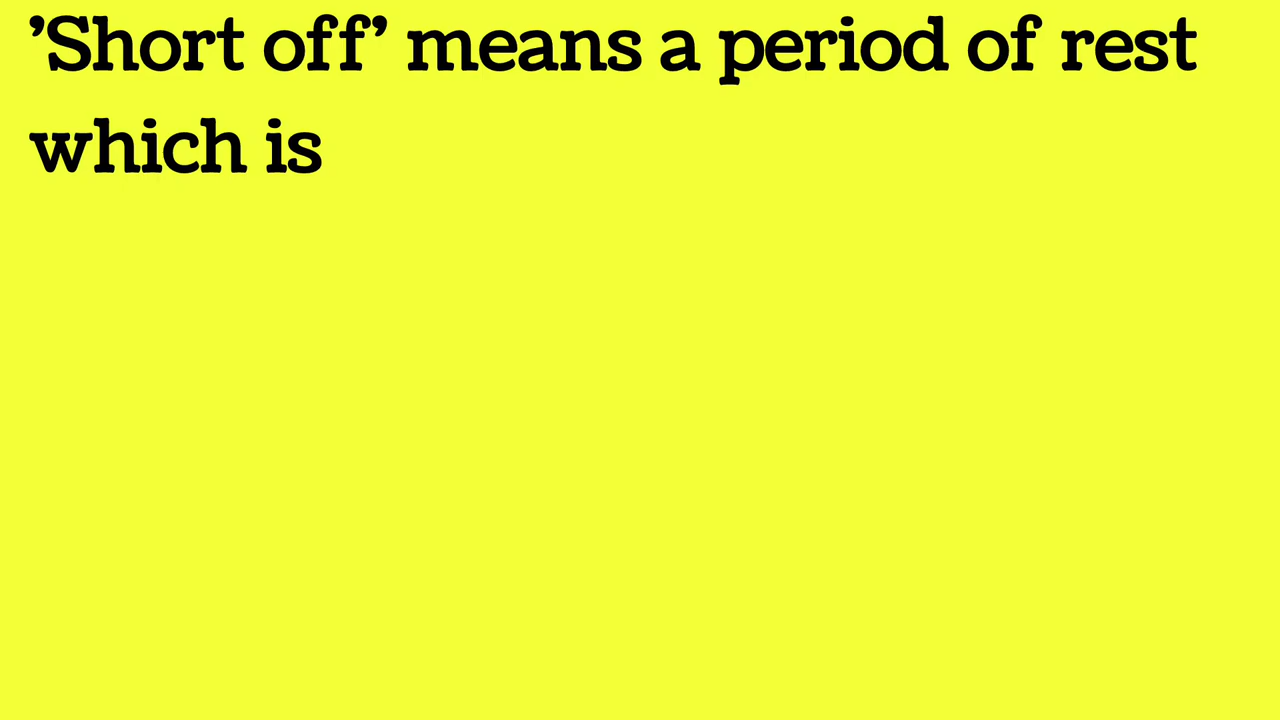 ’Short off’ means a period of rest
which is